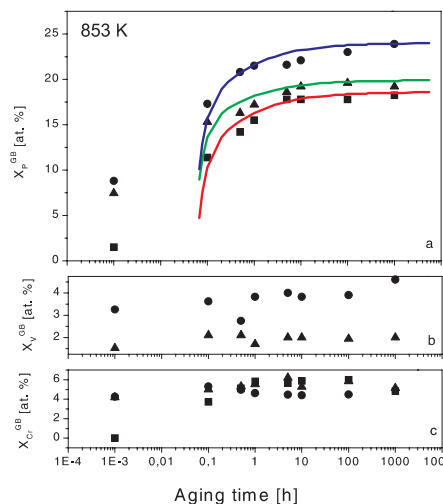 853 K
25
20
15
10
5
0
X_P^GB [at. %]
a
4
3
2
X_V^GB [at. %]
b
6
4
2
0
X_Cr^GB [at. %]
c
1E-4 1E-3 0,01 0,1 1 10 100 1000
Aging time [h]